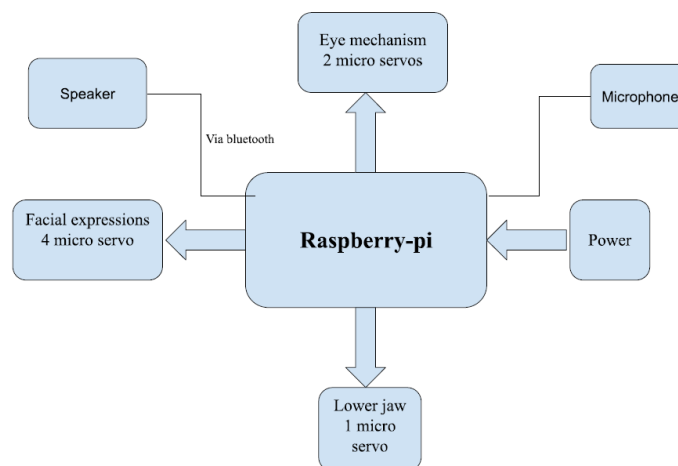 Eye mechanism
2 micro servos
Speaker
Microphone
Via bluetooth
Facial expressions
4 micro servo
Raspberry-pi
Power
Lower jaw
1 micro
servo